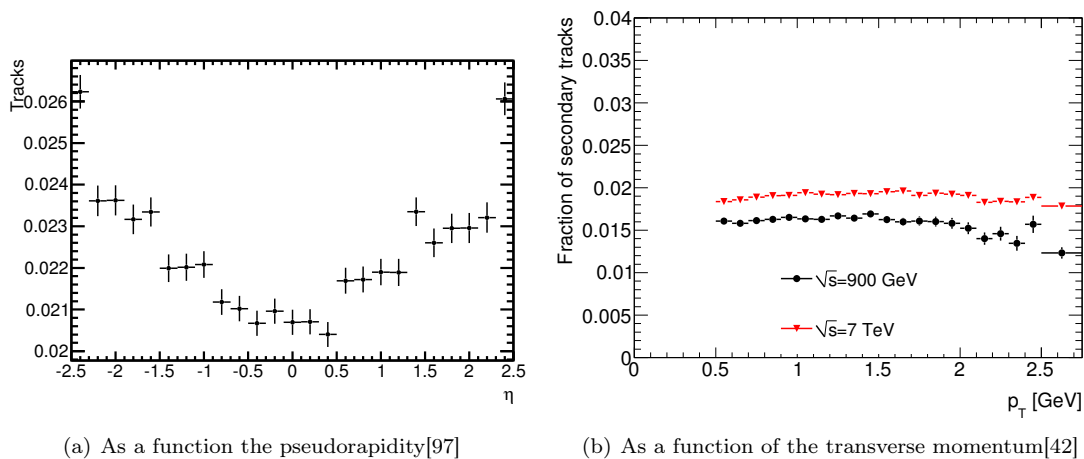 Tracks
0.026
0.025
0.024
0.023
0.022
0.021
0.02
-2.5 -2 -1.5 -1 -0.5 0 0.5 1 1.5 2 2.5
η
(a) As a function the pseudorapidity[97]
Fraction of secondary tracks
0.04
0.035
0.03
0.025
0.02
0.015
0.01
0.005
0
√s=900 GeV
√s=7 TeV
0 0.5 1 1.5 2 2.5
p_T [GeV]
(b) As a function of the transverse momentum[42]